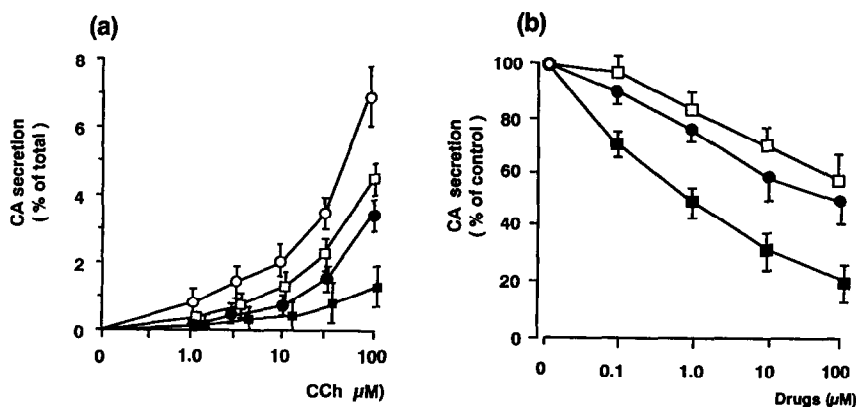 (a)
CA secretion
( % of total )
8
6
4
2
0
0
1.0
10
100
CCh μM)
(b)
CA secretion
( % of control )
100
80
60
40
20
0
0
0.1
1.0
10
100
Drugs (μM)